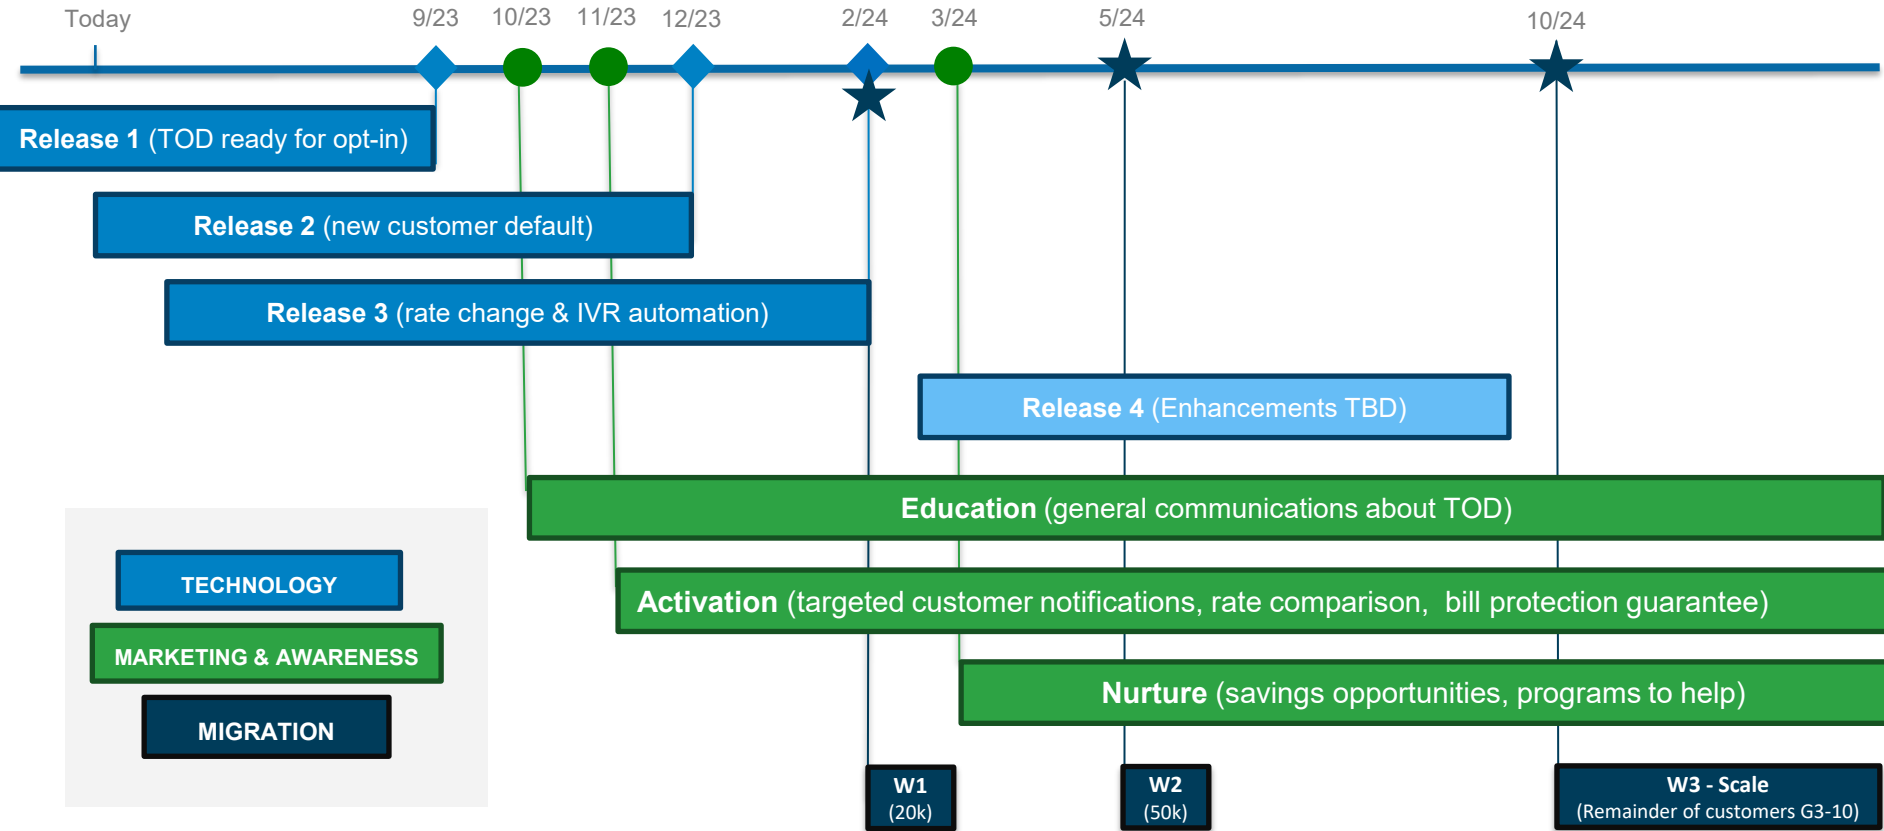 Today 9/23 10/23 11/23 12/23 2/24 3/24 5/24 10/24
Release 1 (TOD ready for opt-in)
Release 2 (new customer default)
Release 3 (rate change & IVR automation)
Release 4 (Enhancements TBD)
Education (general communications about TOD)
Activation (targeted customer notifications, rate comparison, bill protection guarantee)
Nurture (savings opportunities, programs to help)
TECHNOLOGY
MARKETING & AWARENESS
MIGRATION
W1
(20k)
W2
(50k)
W3 - Scale
(Remainder of customers G3-10)